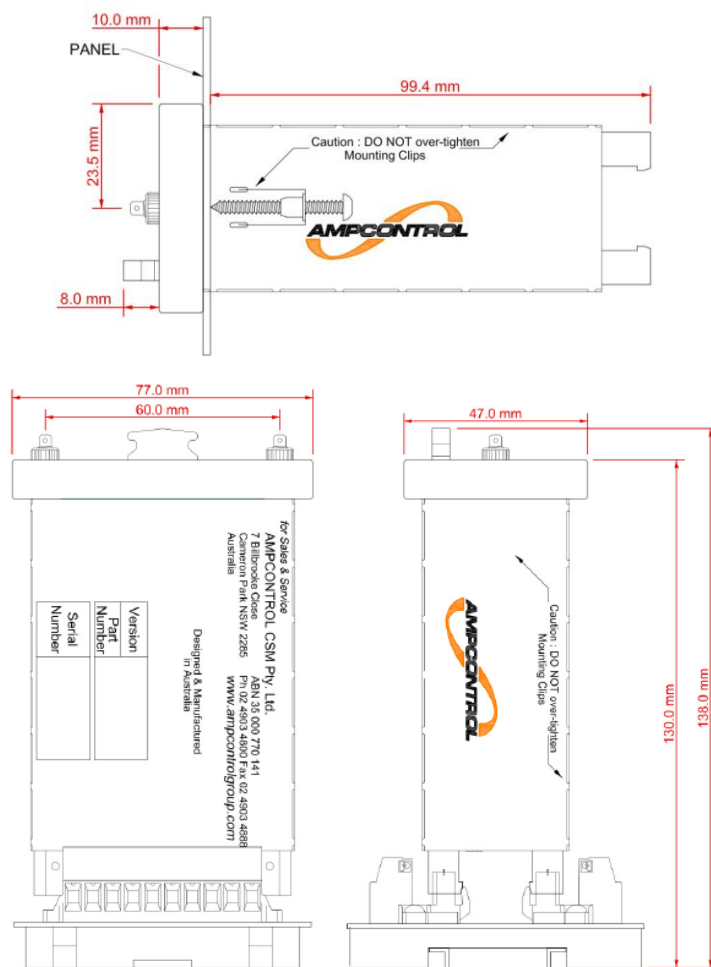 10.0 mm
PANEL
99.4 mm
Caution : DO NOT over-tighten
Mounting Clips
23.5 mm
AMPCONTROL
8.0 mm
77.0 mm
60.0 mm
47.0 mm
for Sales & Service
AMPCONTROL CSM Pty. Ltd.
7 Billbrooke Close ABN 35 000 770 141
Cameron Park NSW 2285 Ph 02 4903 4800 Fax 02 4903 4888
Australia www.ampcontrolgroup.com
Designed & Manufactured
in Australia
Version
Part
Number
Serial
Number
Caution : DO NOT over-tighten
Mounting Clips
AMPCONTROL
130.0 mm
138.0 mm